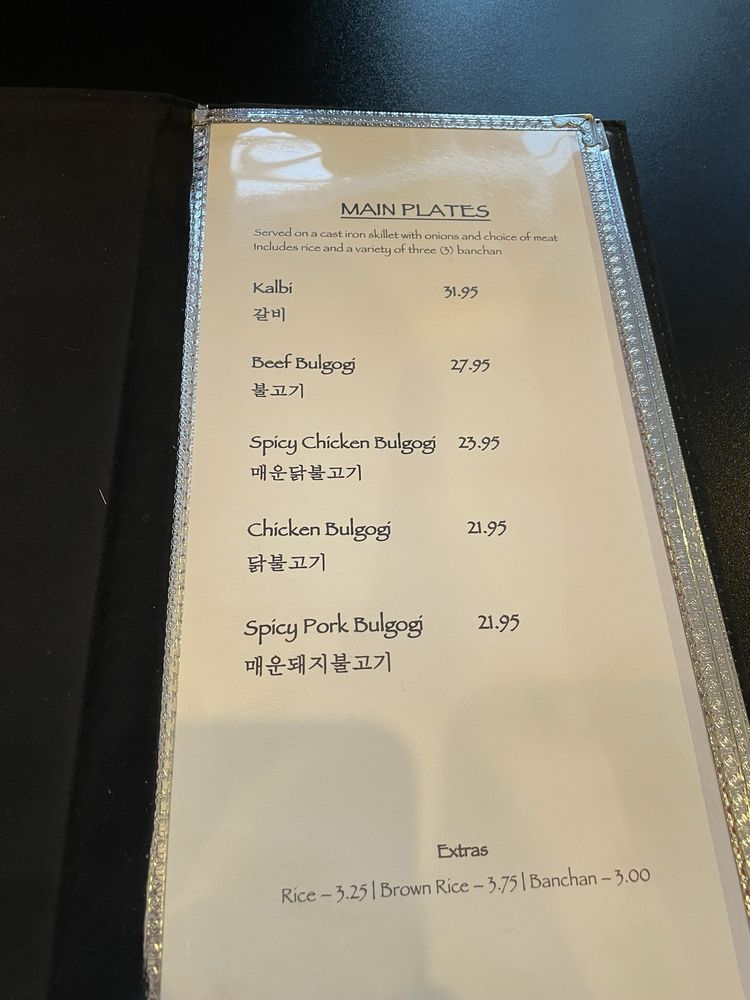 MAIN PLATES
Served on a cast iron skillet with onions and choice of meat
Includes rice and a variety of three (3) banchan
Kalbi 31.95
갈비
Beef Bulgogi 27.95
불고기
Spicy Chicken Bulgogi 23.95
매운닭불고기
Chicken Bulgogi 21.95
닭불고기
Spicy Pork Bulgogi 21.95
매운돼지불고기
Extras
Rice – 3.25 | Brown Rice – 3.75 | Banchan – 3.00